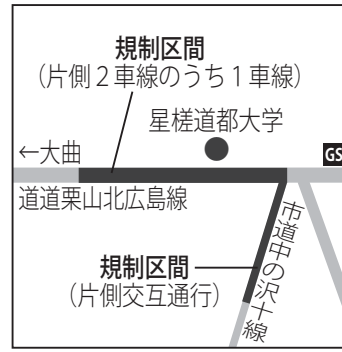 規制区間
（片側２車線のうち１車線）
星槎道都大学
←大曲
GS
道道栗山北広島線
市道中の沢十線
規制区間
（片側交互通行）